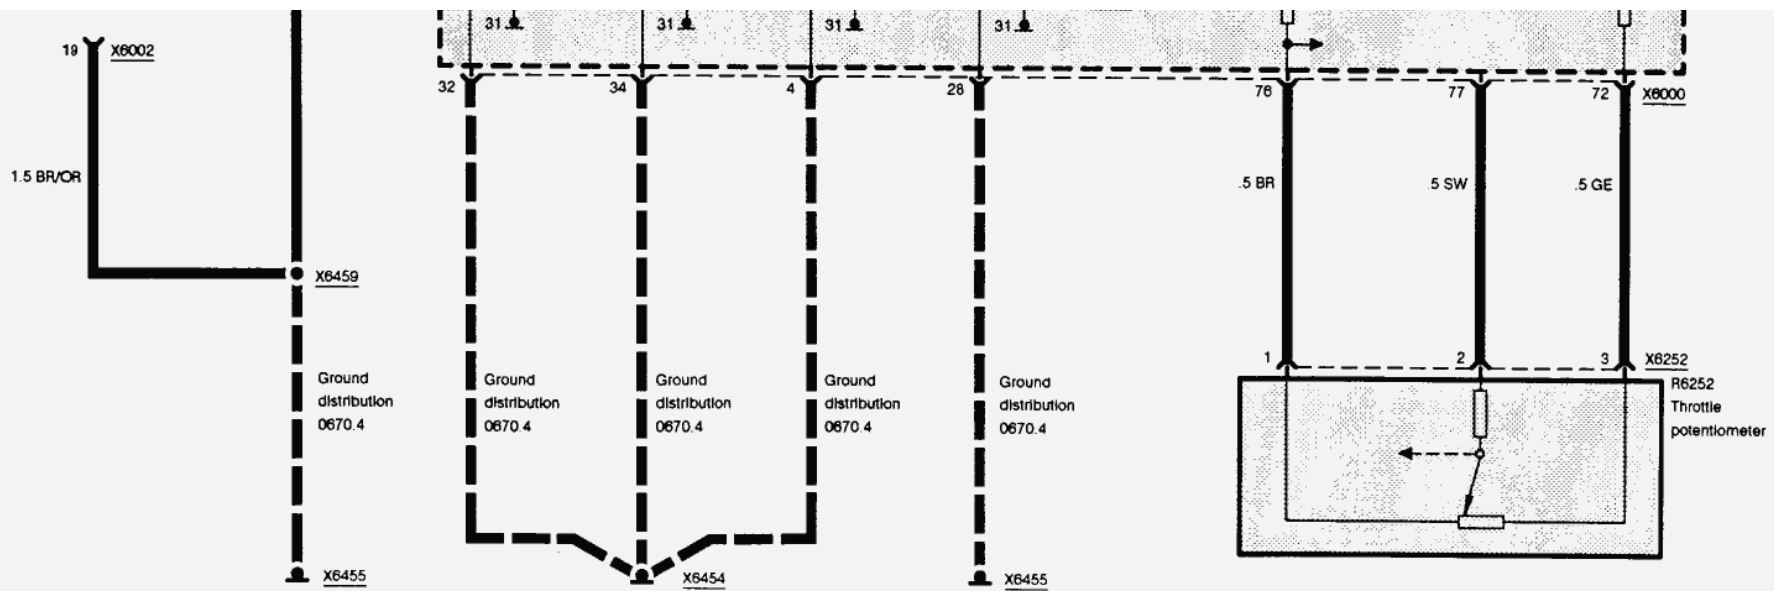 31
31
31
31
19
X6002
32
34
4
28
76
77
72
X6000
1.5 BR/OR
.5 BR
.5 SW
.5 GE
X6459
1
2
3
X6252
R6252
Throttle
potentiometer
Ground
distribution
0670.4
Ground
distribution
0670.4
Ground
distribution
0670.4
Ground
distribution
0670.4
Ground
distribution
0670.4
X6455
X6454
X6455